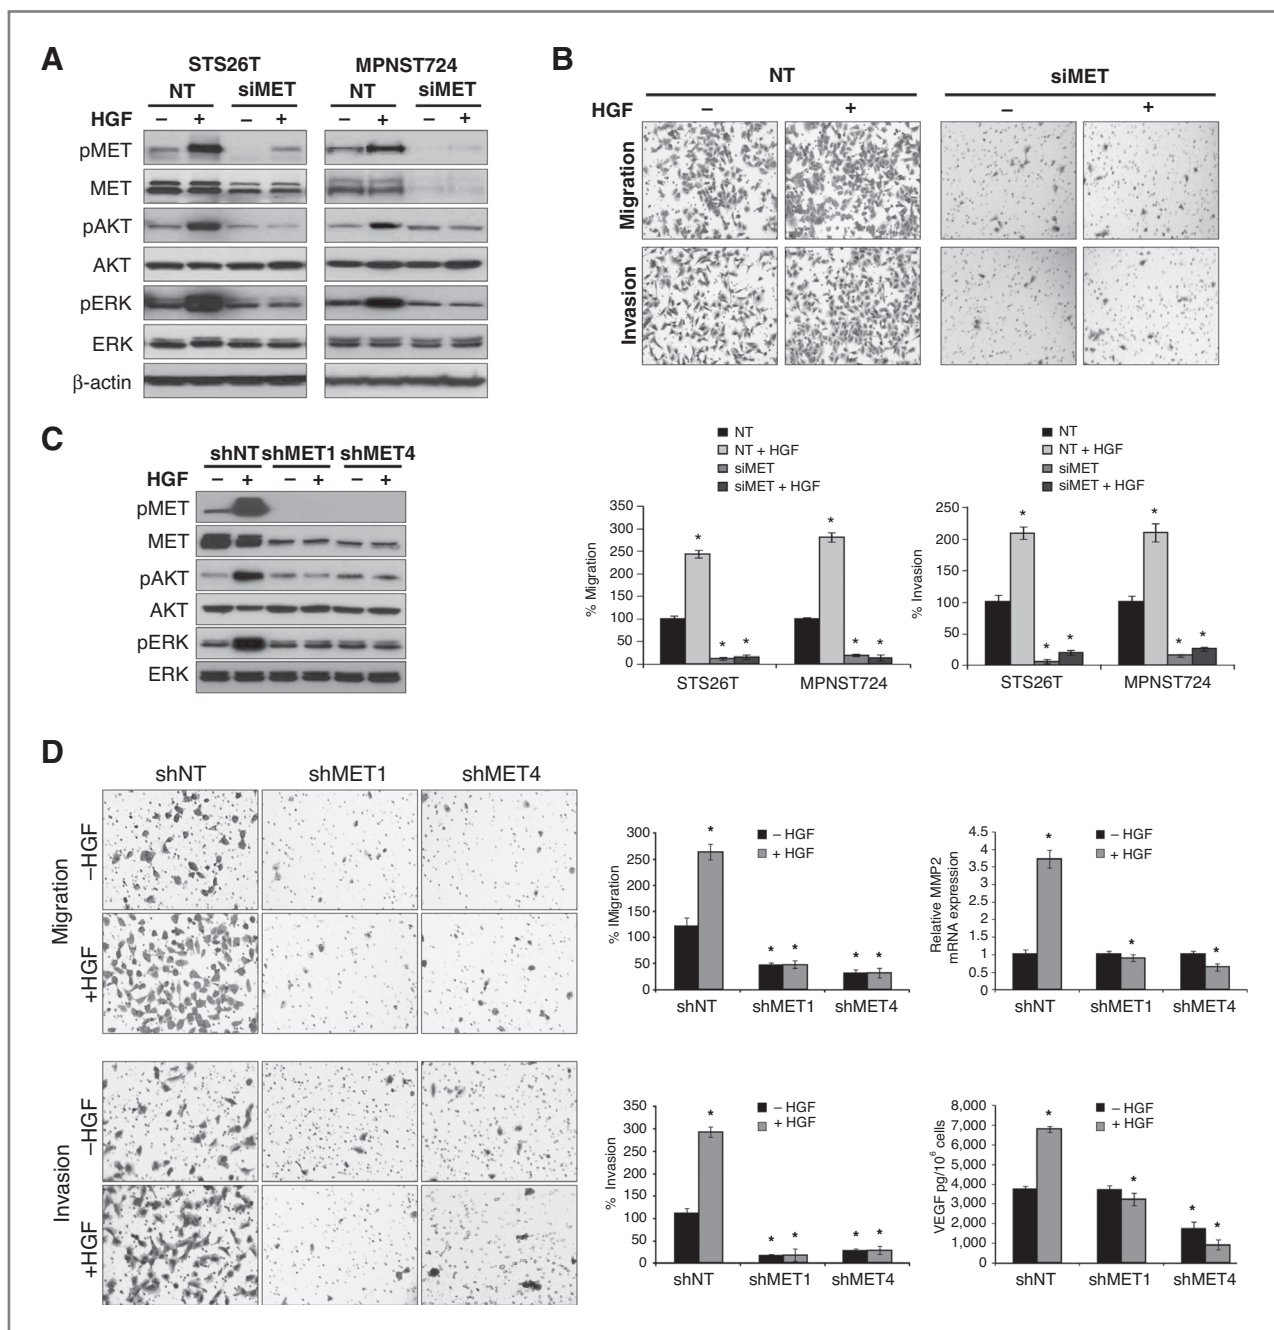 A
STS26T MPNST724
NT siMET NT siMET
HGF – + – + – + – +
pMET
MET
pAKT
AKT
pERK
ERK
β-actin
B
NT siMET
HGF – + – +
Migration
Invasion
NT
NT + HGF
siMET
siMET + HGF
% Migration
350
300
250
200
150
100
50
0
* * * * * *
STS26T MPNST724
NT
NT + HGF
siMET
siMET + HGF
% Invasion
250
200
150
100
50
0
* * * * * *
STS26T MPNST724
C
shNT shMET1 shMET4
HGF – + – + – +
pMET
MET
pAKT
AKT
pERK
ERK
D
shNT shMET1 shMET4
Migration
–HGF
+HGF
Invasion
–HGF
+HGF
% IMigration
300
250
200
150
100
50
0
– HGF
+ HGF
* * * * *
shNT shMET1 shMET4
Relative MMP2
mRNA expression
4.5
4
3.5
3
2.5
2
1.5
1
0.5
0
– HGF
+ HGF
* * *
shNT shMET1 shMET4
% Invasion
350
300
250
200
150
100
50
0
– HGF
+ HGF
* * * * *
shNT shMET1 shMET4
VEGF pg/10⁶ cells
8,000
7,000
6,000
5,000
4,000
3,000
2,000
1,000
0
– HGF
+ HGF
* * * *
shNT shMET1 shMET4